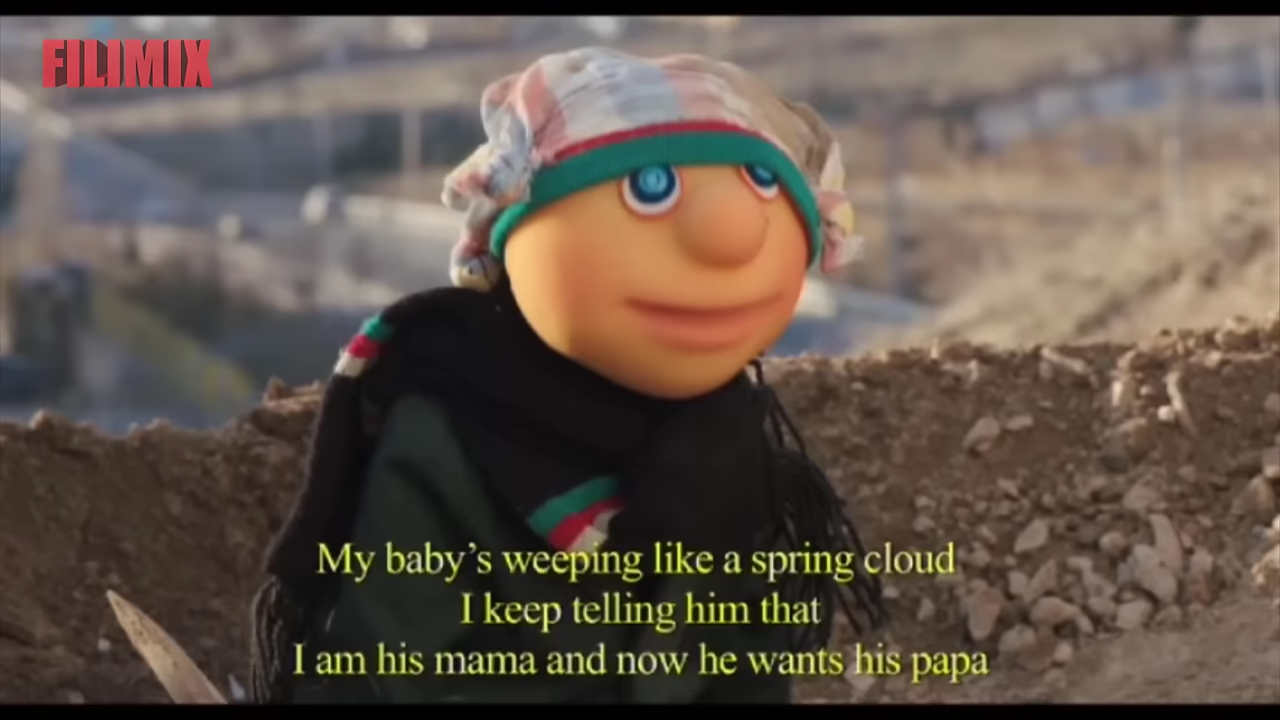 FILIMIX
My baby's weeping like a spring cloud
I keep telling him that
I am his mama and now he wants his papa